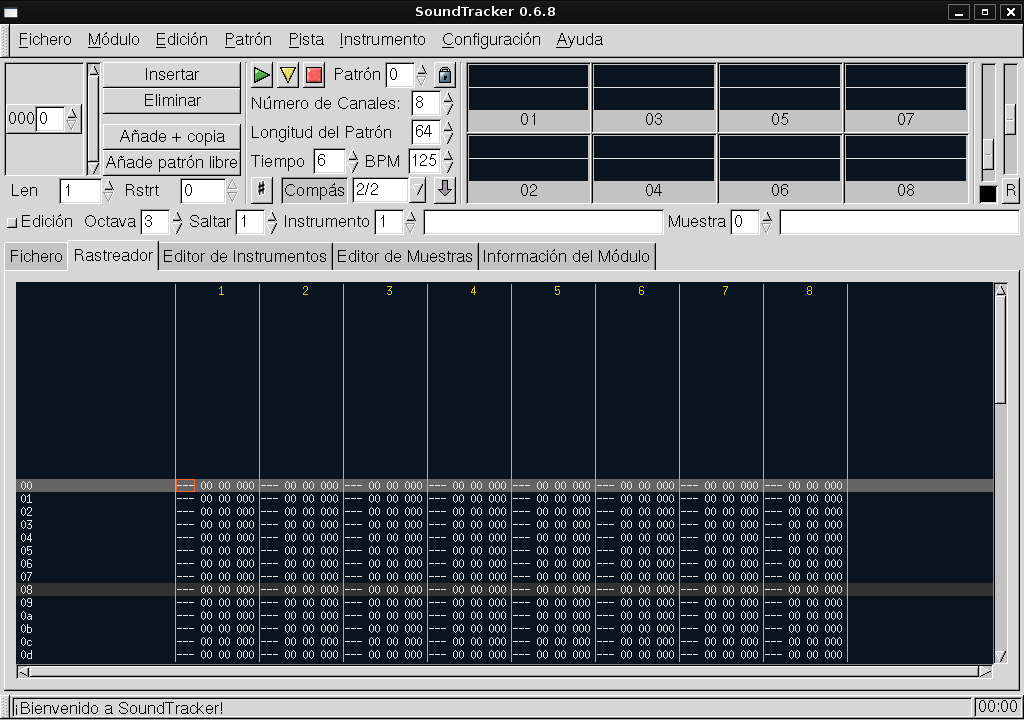 SoundTracker 0.6.8
Fichero Módulo Edición Patrón Pista Instrumento Configuración Ayuda
Insertar Patrón 0
Eliminar Número de Canales: 8
000 0 01 03 05 07
Añade + copia Longitud del Patrón 64
Añade patrón libre Tiempo 6 BPM 125
Len 1 Rstrt 0 # Compás 2/2 02 04 06 08 R
Edición Octava 3 Saltar 1 Instrumento 1 Muestra 0
Fichero Rastreador Editor de Instrumentos Editor de Muestras Información del Módulo
1 2 3 4 5 6 7 8
00 --- 00 00 000 --- 00 00 000 --- 00 00 000 --- 00 00 000 --- 00 00 000 --- 00 00 000 --- 00 00 000 --- 00 00 000
01 --- 00 00 000 --- 00 00 000 --- 00 00 000 --- 00 00 000 --- 00 00 000 --- 00 00 000 --- 00 00 000 --- 00 00 000
02 --- 00 00 000 --- 00 00 000 --- 00 00 000 --- 00 00 000 --- 00 00 000 --- 00 00 000 --- 00 00 000 --- 00 00 000
03 --- 00 00 000 --- 00 00 000 --- 00 00 000 --- 00 00 000 --- 00 00 000 --- 00 00 000 --- 00 00 000 --- 00 00 000
04 --- 00 00 000 --- 00 00 000 --- 00 00 000 --- 00 00 000 --- 00 00 000 --- 00 00 000 --- 00 00 000 --- 00 00 000
05 --- 00 00 000 --- 00 00 000 --- 00 00 000 --- 00 00 000 --- 00 00 000 --- 00 00 000 --- 00 00 000 --- 00 00 000
06 --- 00 00 000 --- 00 00 000 --- 00 00 000 --- 00 00 000 --- 00 00 000 --- 00 00 000 --- 00 00 000 --- 00 00 000
07 --- 00 00 000 --- 00 00 000 --- 00 00 000 --- 00 00 000 --- 00 00 000 --- 00 00 000 --- 00 00 000 --- 00 00 000
08 --- 00 00 000 --- 00 00 000 --- 00 00 000 --- 00 00 000 --- 00 00 000 --- 00 00 000 --- 00 00 000 --- 00 00 000
09 --- 00 00 000 --- 00 00 000 --- 00 00 000 --- 00 00 000 --- 00 00 000 --- 00 00 000 --- 00 00 000 --- 00 00 000
0a --- 00 00 000 --- 00 00 000 --- 00 00 000 --- 00 00 000 --- 00 00 000 --- 00 00 000 --- 00 00 000 --- 00 00 000
0b --- 00 00 000 --- 00 00 000 --- 00 00 000 --- 00 00 000 --- 00 00 000 --- 00 00 000 --- 00 00 000 --- 00 00 000
0c --- 00 00 000 --- 00 00 000 --- 00 00 000 --- 00 00 000 --- 00 00 000 --- 00 00 000 --- 00 00 000 --- 00 00 000
0d --- 00 00 000 --- 00 00 000 --- 00 00 000 --- 00 00 000 --- 00 00 000 --- 00 00 000 --- 00 00 000 --- 00 00 000
¡Bienvenido a SoundTracker! 00:00